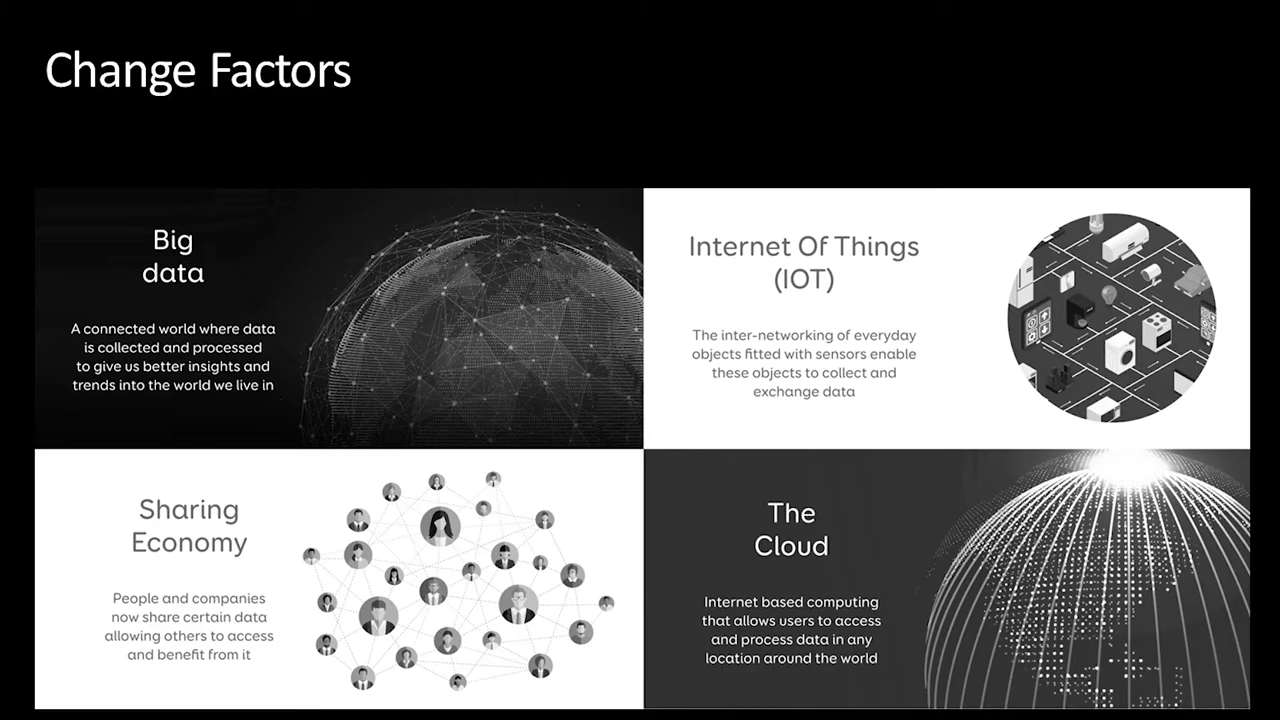 Change Factors
Big
data
A connected world where data
is collected and processed
to give us better insights and
trends into the world we live in
Internet Of Things
(IOT)
The inter-networking of everyday
objects fitted with sensors enable
these objects to collect and
exchange data
Sharing
Economy
People and companies
now share certain data
allowing others to access
and benefit from it
The
Cloud
Internet based computing
that allows users to access
and process data in any
location around the world